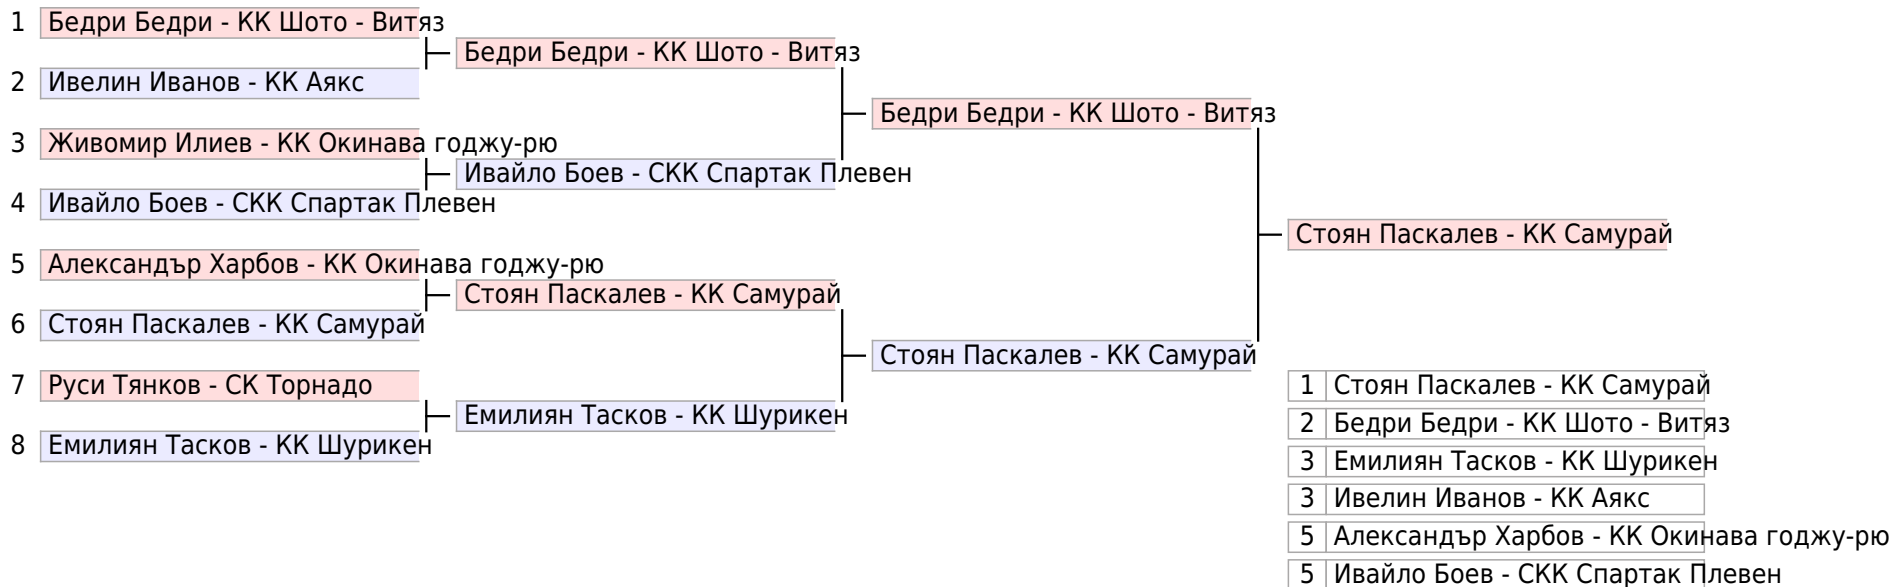 1 Бедри Бедри - КК Шото - Витяз
Бедри Бедри - КК Шото - Витяз
2 Ивелин Иванов - КК Аякс
Бедри Бедри - КК Шото - Витяз
3 Живомир Илиев - КК Окинава годжу-рю
Ивайло Боев - СКК Спартак Плевен
4 Ивайло Боев - СКК Спартак Плевен
Стоян Паскалев - КК Самурай
5 Александър Харбов - КК Окинава годжу-рю
Стоян Паскалев - КК Самурай
6 Стоян Паскалев - КК Самурай
Стоян Паскалев - КК Самурай
7 Руси Тянков - СК Торнадо
Емилиян Тасков - КК Шурикен
8 Емилиян Тасков - КК Шурикен
1 Стоян Паскалев - КК Самурай
2 Бедри Бедри - КК Шото - Витяз
3 Емилиян Тасков - КК Шурикен
3 Ивелин Иванов - КК Аякс
5 Александър Харбов - КК Окинава годжу-рю
5 Ивайло Боев - СКК Спартак Плевен